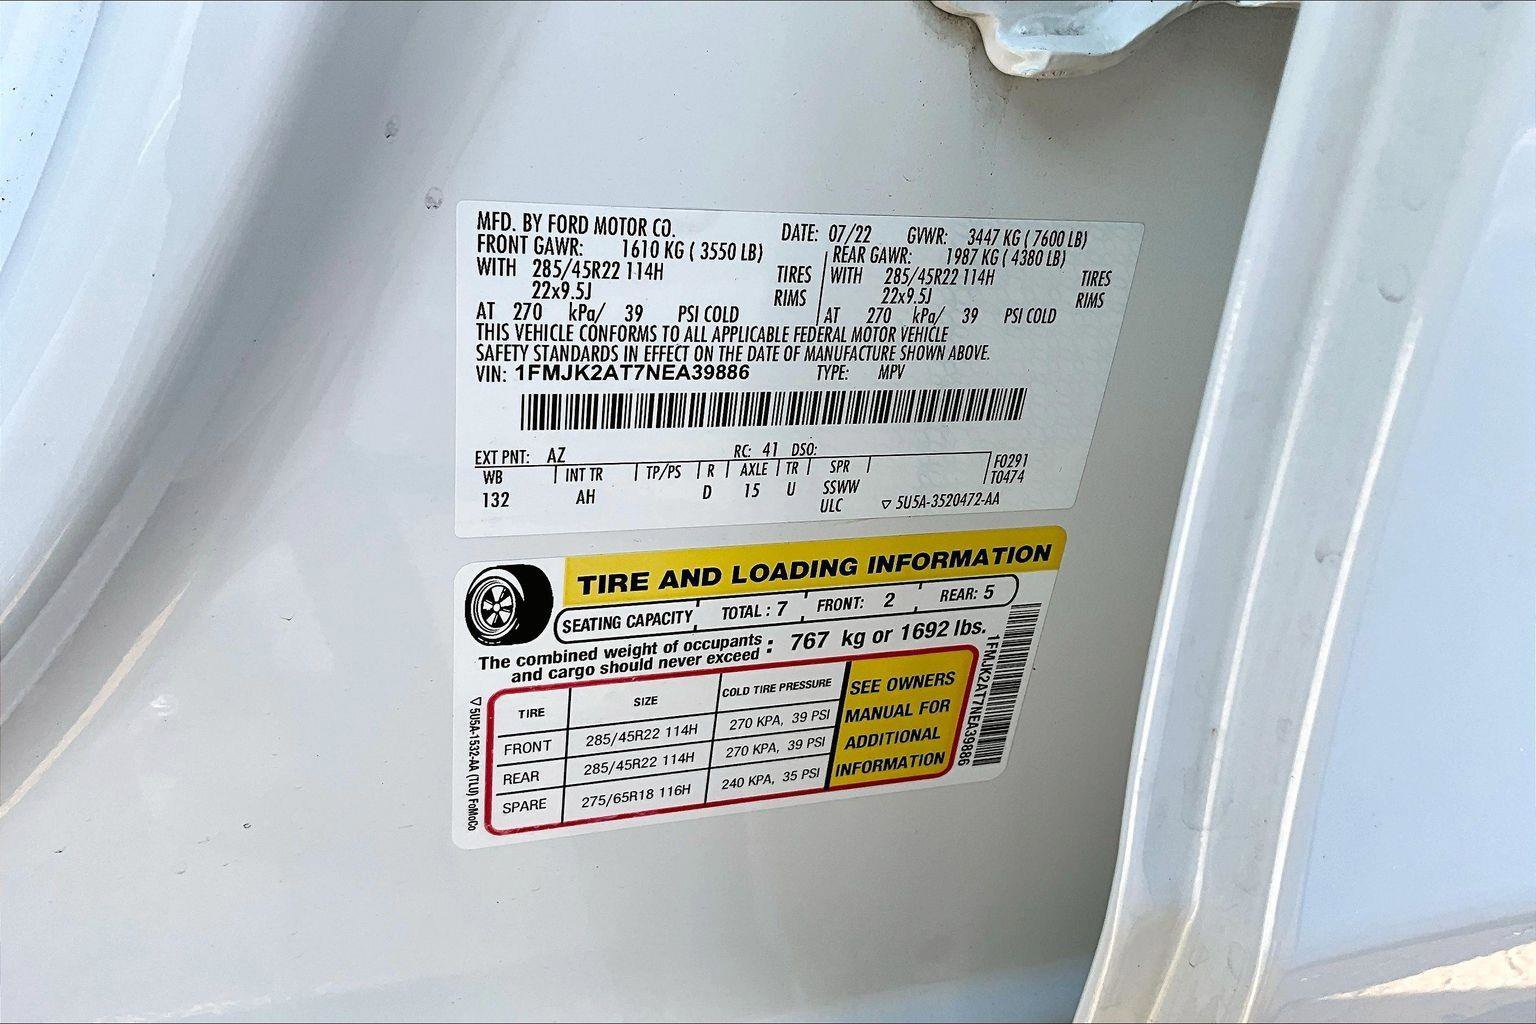 MFD. BY FORD MOTOR CO. DATE: 07/22 GVWR: 3447 KG ( 7600 LB)
FRONT GAWR: 1610 KG ( 3550 LB) REAR GAWR: 1987 KG ( 4380 LB)
WITH 285/45R22 114H TIRES WITH 285/45R22 114H TIRES
22x9.5J RIMS 22x9.5J RIMS
AT 270 kPa/ 39 PSI COLD AT 270 kPa/ 39 PSI COLD
THIS VEHICLE CONFORMS TO ALL APPLICABLE FEDERAL MOTOR VEHICLE
SAFETY STANDARDS IN EFFECT ON THE DATE OF MANUFACTURE SHOWN ABOVE.
VIN: 1FMJK2AT7NEA39886 TYPE: MPV
EXT PNT: AZ RC: 41 DSO:
WB INT TR TP/PS R AXLE TR SPR F0291
132 AH D 15 U SSWW T0474
ULC ▽ 5U5A-3520472-AA
TIRE AND LOADING INFORMATION
SEATING CAPACITY TOTAL : 7 FRONT: 2 REAR: 5
The combined weight of occupants
and cargo should never exceed : 767 kg or 1692 lbs.
TIRE SIZE COLD TIRE PRESSURE
FRONT 285/45R22 114H 270 KPA, 39 PSI
REAR 285/45R22 114H 270 KPA, 39 PSI
SPARE 275/65R18 116H 240 KPA, 35 PSI
SEE OWNERS
MANUAL FOR
ADDITIONAL
INFORMATION
▽ 5U5A-1532-AA (TLU) FoMoCo
1FMJK2AT7NEA39886